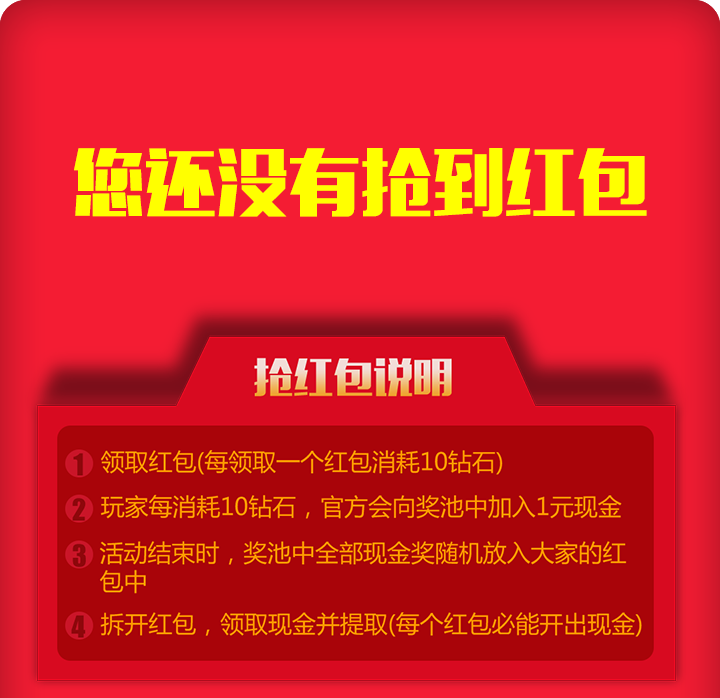 您还没有抢到红包
抢红包说明
1 领取红包(每领取一个红包消耗10钻石)
2 玩家每消耗10钻石，官方会向奖池中加入1元现金
3 活动结束时，奖池中全部现金奖随机放入大家的红
包中
4 拆开红包，领取现金并提取(每个红包必能开出现金)